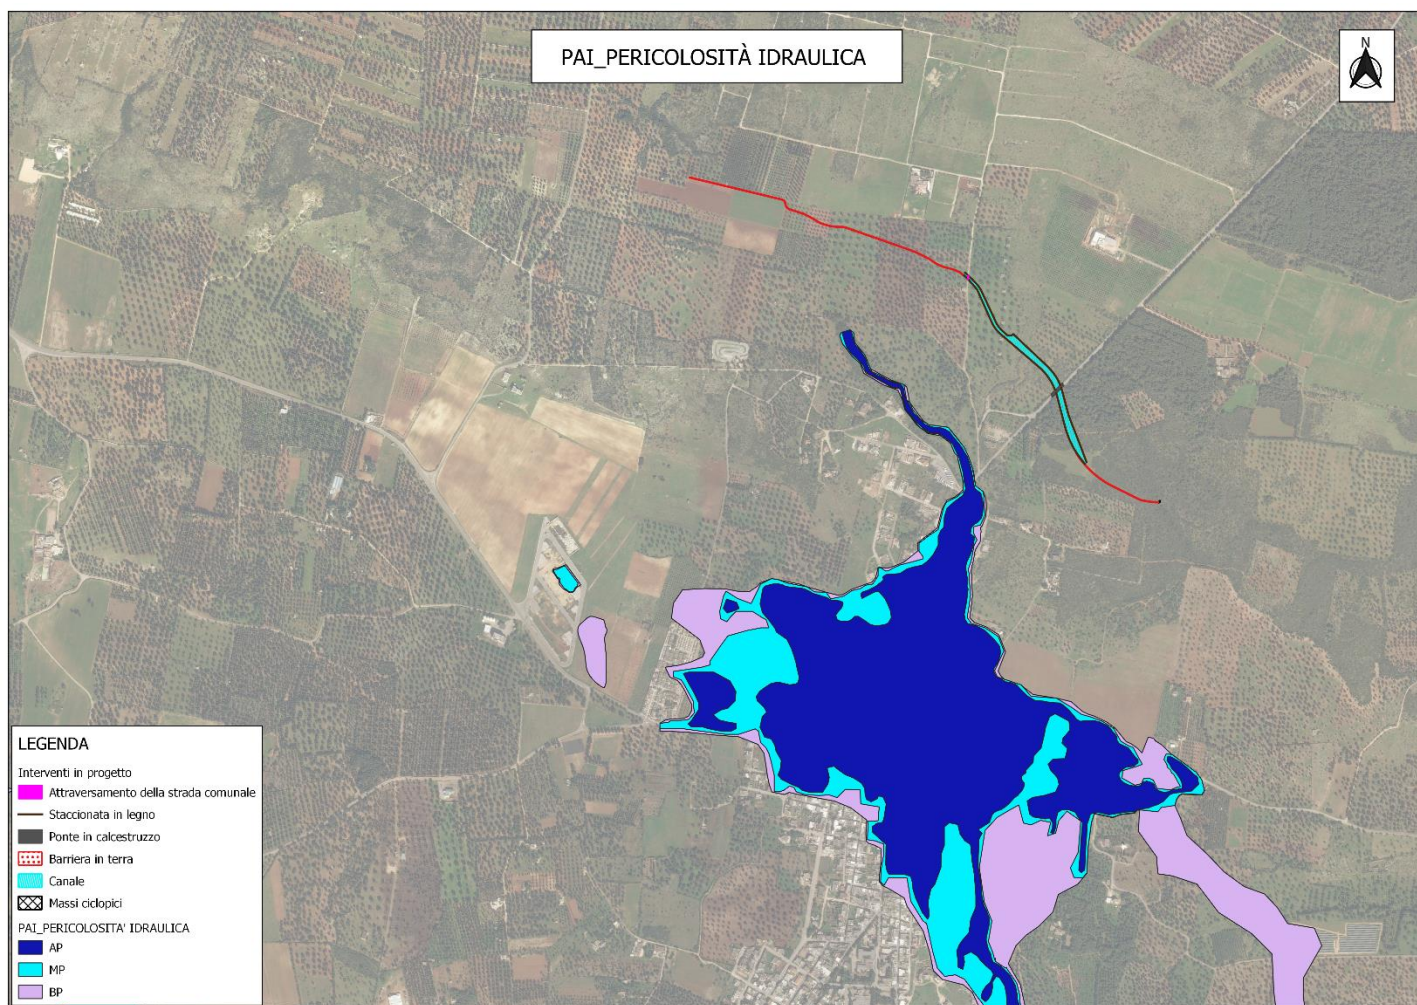 PAI_PERICOLOSITÀ IDRAULICA
N
LEGENDA
Interventi in progetto
Attraversamento della strada comunale
Staccionata in legno
Ponte in calcestruzzo
Barriera in terra
Canale
Massi ciclopici
PAI_PERICOLOSITA' IDRAULICA
AP
MP
BP